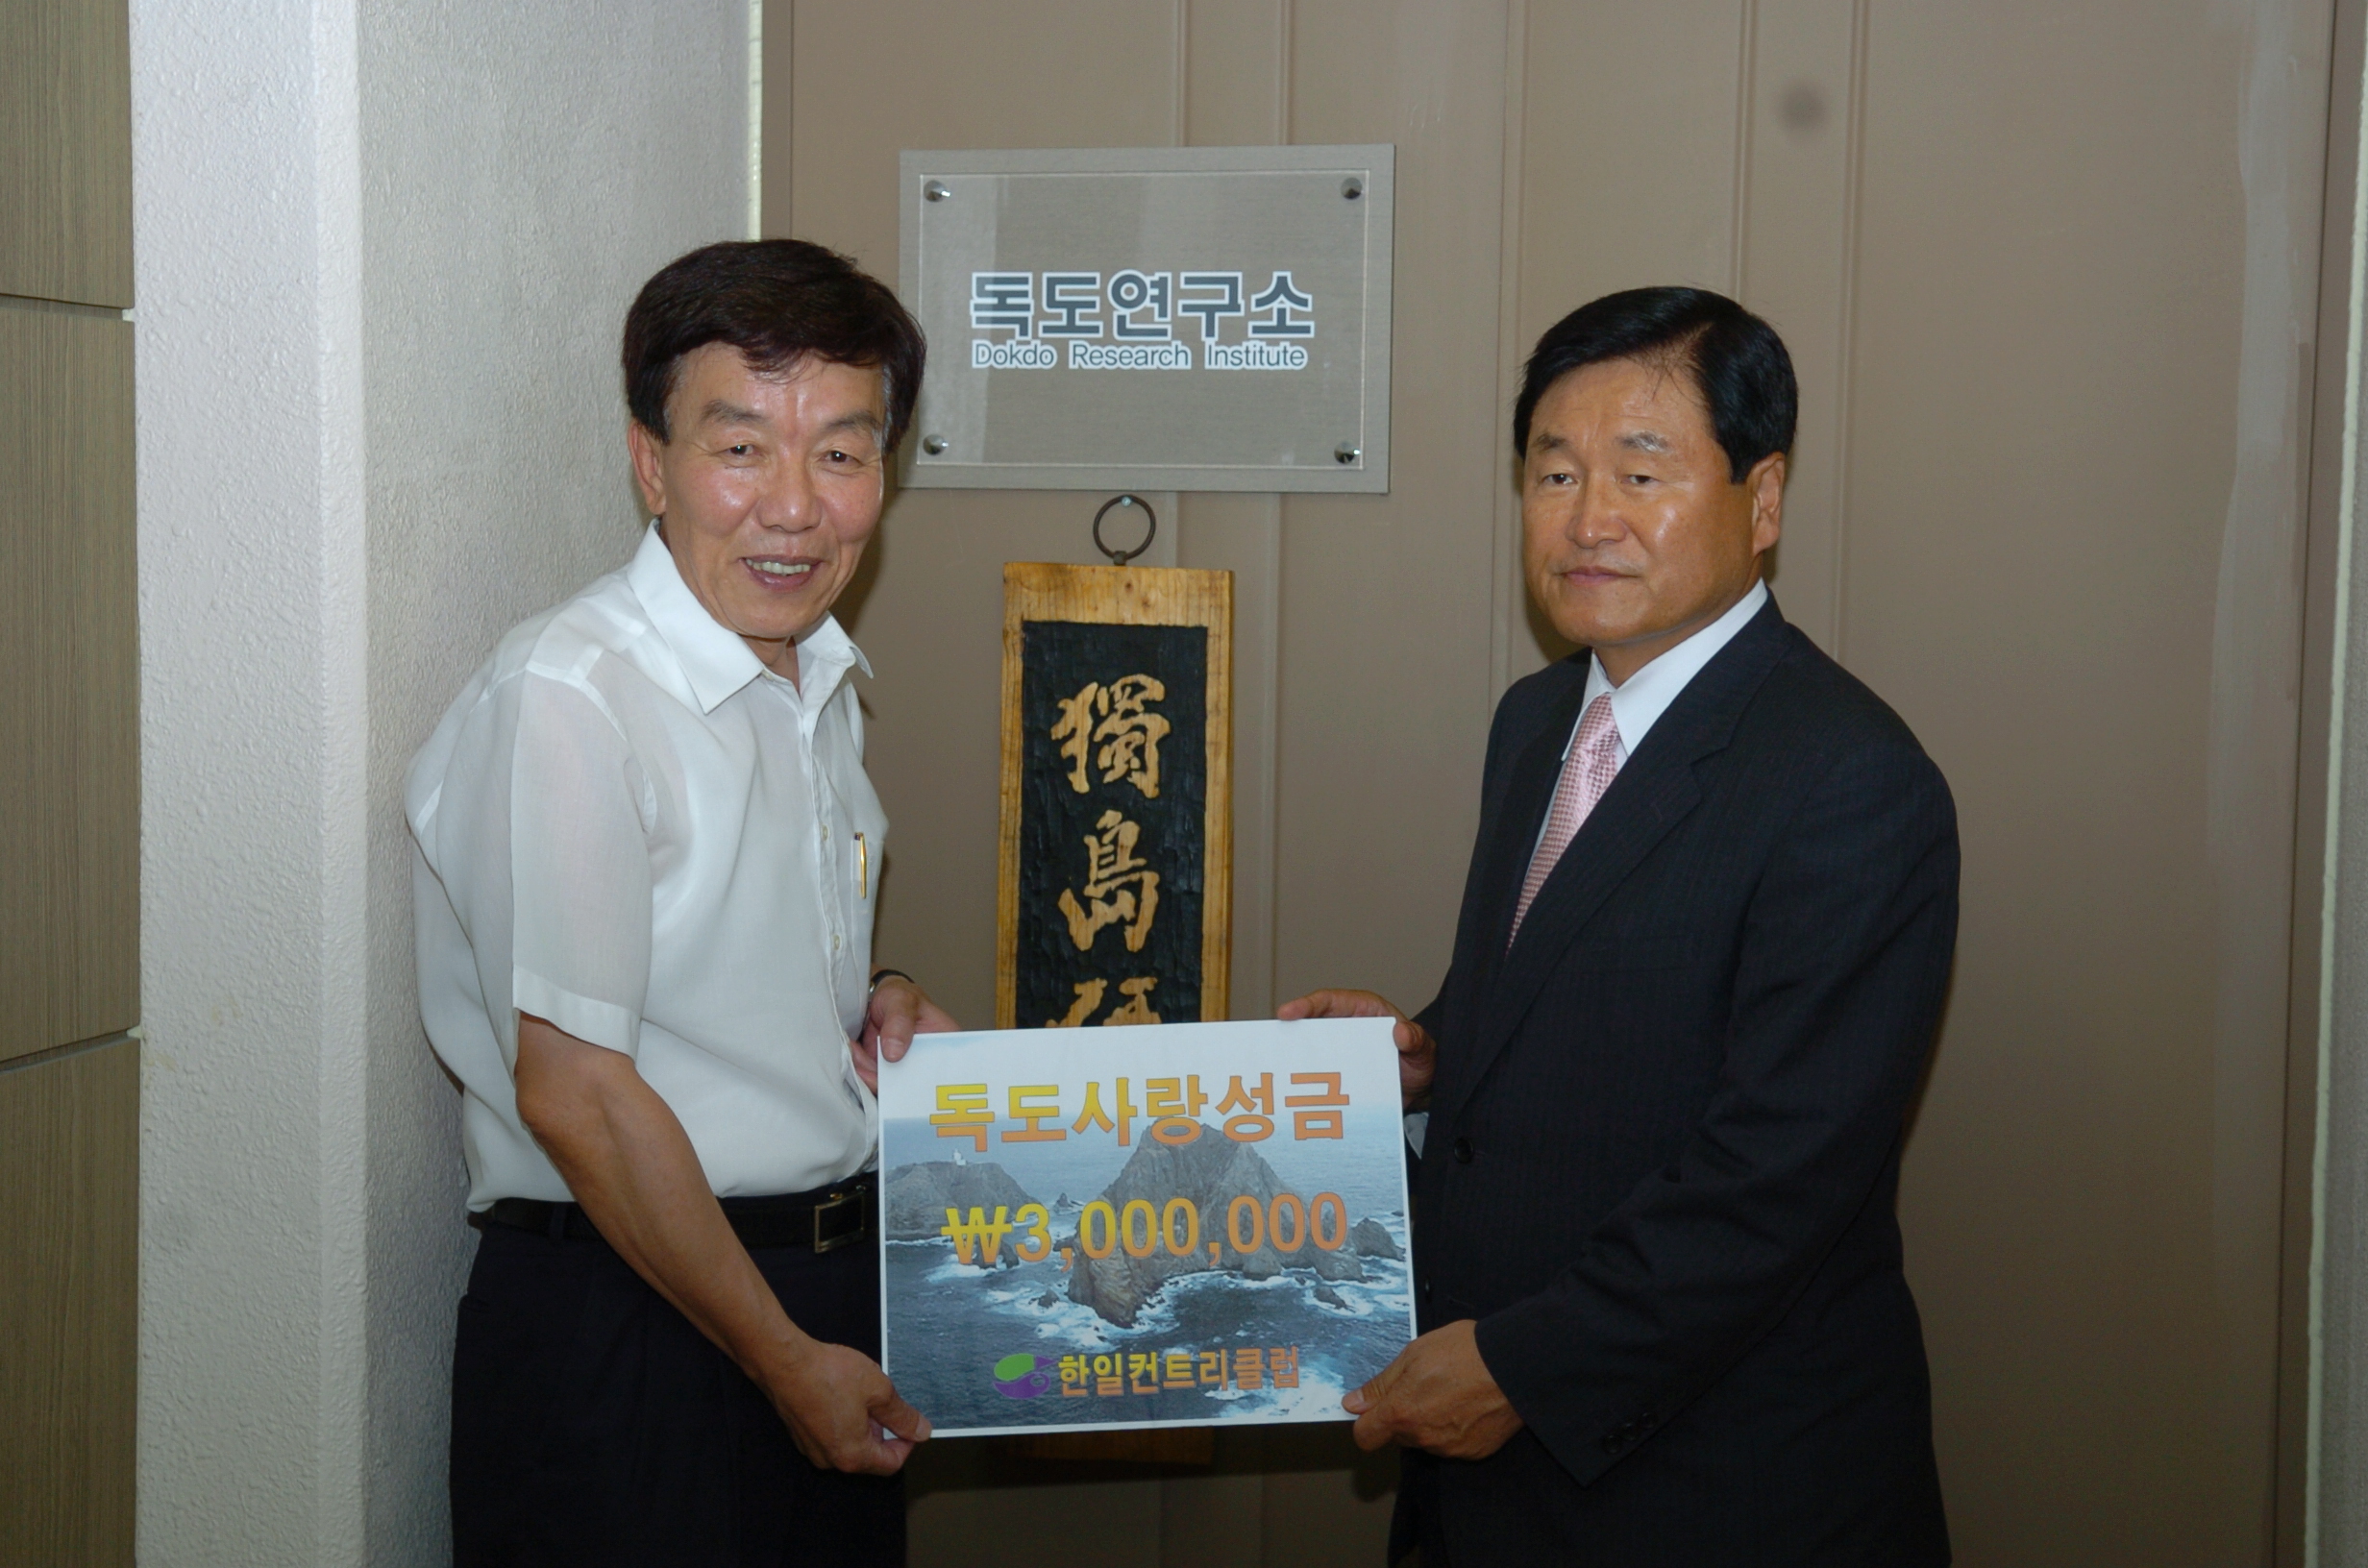 독도연구소
Dokdo Research Institute
獨
島
독도사랑성금
₩3,000,000
한일컨트리클럽